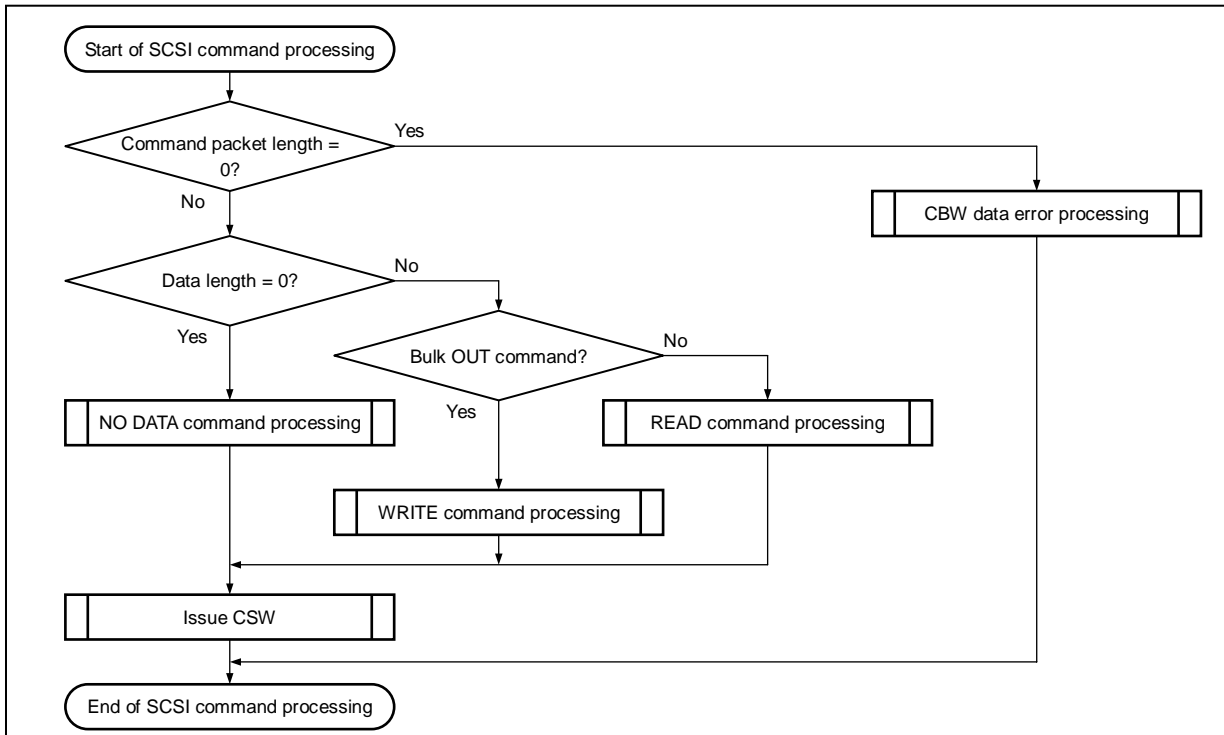 Start of SCSI command processing
Command packet length =
0?
Yes
No
CBW data error processing
Data length = 0?
No
Yes
Bulk OUT command?
No
Yes
NO DATA command processing
READ command processing
WRITE command processing
Issue CSW
End of SCSI command processing